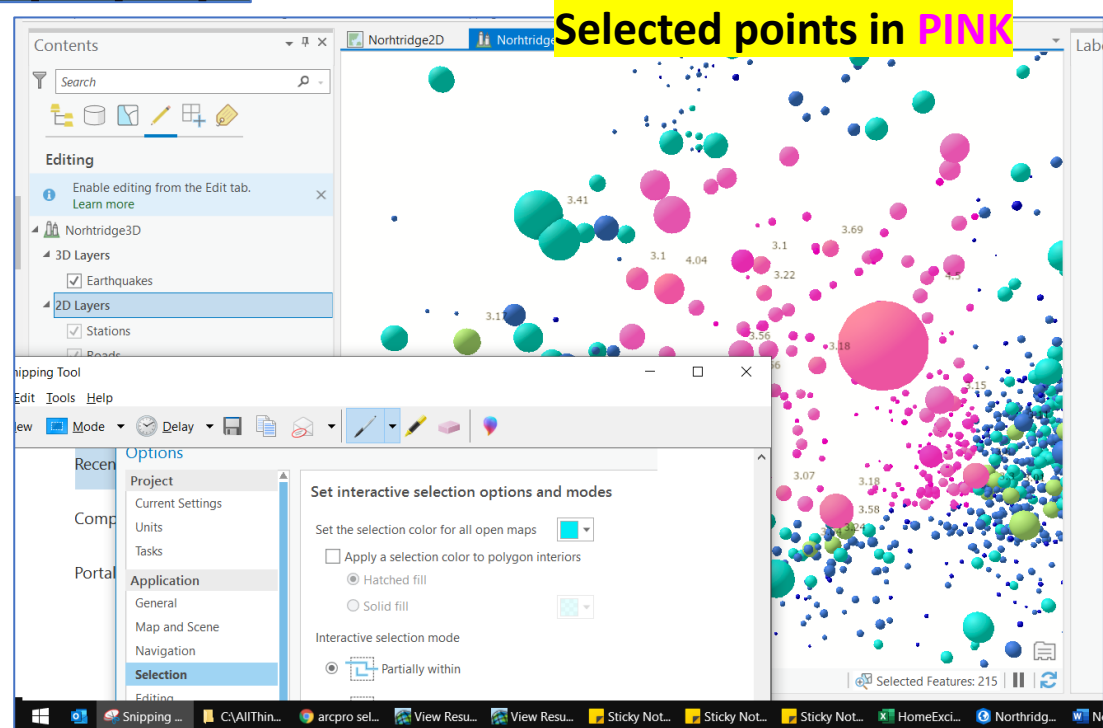 Selected points in PINK
Contents
Norhtridge2D
Norhtridge
Search
Editing
Enable editing from the Edit tab.
Learn more
Norhtridge3D
3D Layers
Earthquakes
2D Layers
Stations
Roads
3.41
3.69
3.1
3.1
4.04
3.22
4.5
3.17
3.56
3.18
3.15
3.07
3.18
3.58
3.24
nipping Tool
Edit Tools Help
ew Mode Delay
Recen
Comp
Portal
Options
Project
Current Settings
Units
Tasks
Application
General
Map and Scene
Navigation
Selection
Editing
Set interactive selection options and modes
Set the selection color for all open maps
Apply a selection color to polygon interiors
Hatched fill
Solid fill
Interactive selection mode
Partially within
Selected Features: 215
Snipping ...
C:\AllThin...
arcpro sel...
View Resu...
View Resu...
Sticky Not...
Sticky Not...
Sticky Not...
HomeExci...
Northridg...